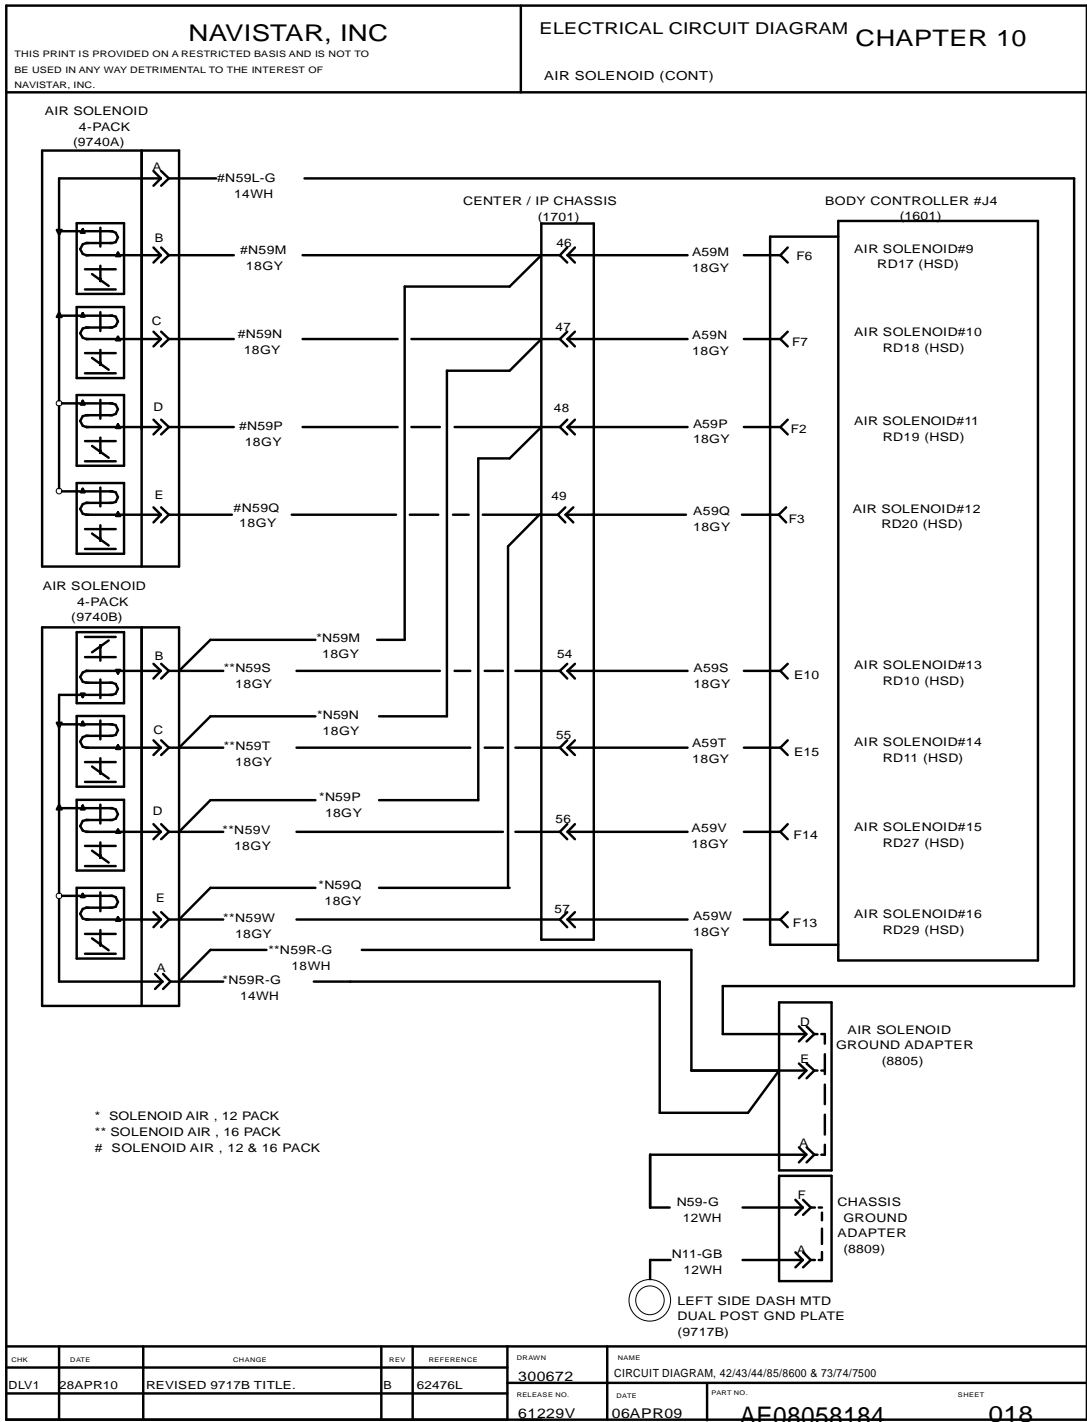 NAVISTAR, INC
THIS PRINT IS PROVIDED ON A RESTRICTED BASIS AND IS NOT TO
BE USED IN ANY WAY DETRIMENTAL TO THE INTEREST OF
NAVISTAR, INC.
ELECTRICAL CIRCUIT DIAGRAM
CHAPTER 10
AIR SOLENOID (CONT)
AIR SOLENOID
4-PACK
(9740A)
A
#N59L-G
14WH
CENTER / IP CHASSIS
(1701)
BODY CONTROLLER #J4
(1601)
B
#N59M
18GY
46
A59M
18GY
F6
AIR SOLENOID#9
RD17 (HSD)
C
#N59N
18GY
47
A59N
18GY
F7
AIR SOLENOID#10
RD18 (HSD)
D
#N59P
18GY
48
A59P
18GY
F2
AIR SOLENOID#11
RD19 (HSD)
E
#N59Q
18GY
49
A59Q
18GY
F3
AIR SOLENOID#12
RD20 (HSD)
AIR SOLENOID
4-PACK
(9740B)
*N59M
18GY
B
**N59S
18GY
54
A59S
18GY
E10
AIR SOLENOID#13
RD10 (HSD)
*N59N
18GY
C
**N59T
18GY
55
A59T
18GY
E15
AIR SOLENOID#14
RD11 (HSD)
*N59P
18GY
D
**N59V
18GY
56
A59V
18GY
F14
AIR SOLENOID#15
RD27 (HSD)
*N59Q
18GY
E
**N59W
18GY
57
A59W
18GY
F13
AIR SOLENOID#16
RD29 (HSD)
**N59R-G
18WH
A
*N59R-G
14WH
D
E
A
AIR SOLENOID
GROUND ADAPTER
(8805)
* SOLENOID AIR , 12 PACK
** SOLENOID AIR , 16 PACK
# SOLENOID AIR , 12 & 16 PACK
N59-G
12WH
F
A
CHASSIS
GROUND
ADAPTER
(8809)
N11-GB
12WH
LEFT SIDE DASH MTD
DUAL POST GND PLATE
(9717B)
CHK DATE CHANGE REV REFERENCE
DLV1 28APR10 REVISED 9717B TITLE. B 62476L
DRAWN
300672
NAME
CIRCUIT DIAGRAM, 42/43/44/85/8600 & 73/74/7500
RELEASE NO.
61229V
DATE
06APR09
PART NO.
AE08058184
SHEET
018